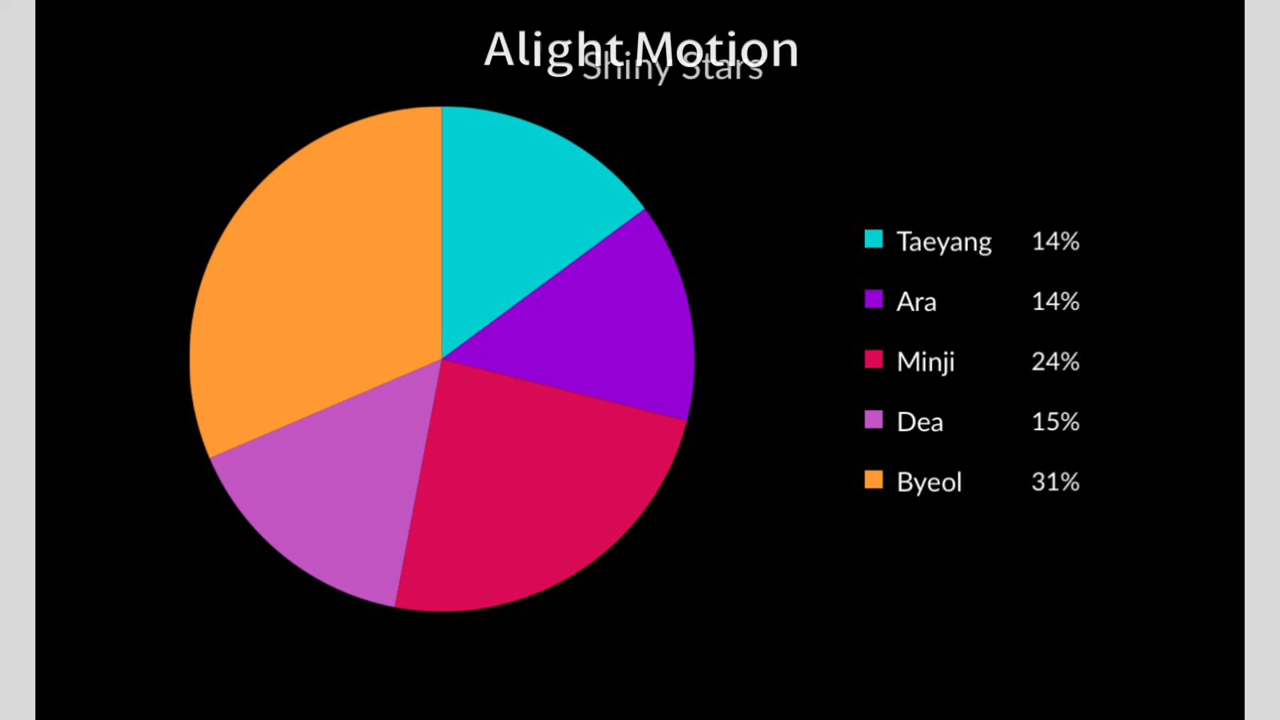 Alight Motion
Shiny Stars
Taeyang 14%
Ara 14%
Minji 24%
Dea 15%
Byeol 31%